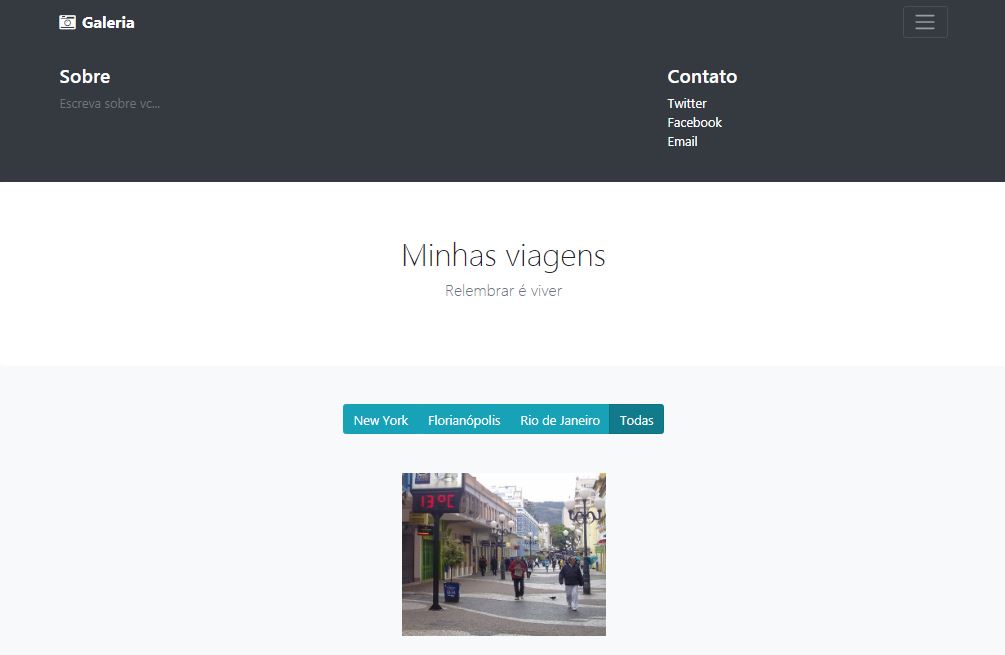 Galeria
Sobre
Escreva sobre vc...
Contato
Twitter
Facebook
Email
Minhas viagens
Relembrar é viver
New York Florianópolis Rio de Janeiro Todas
13°C